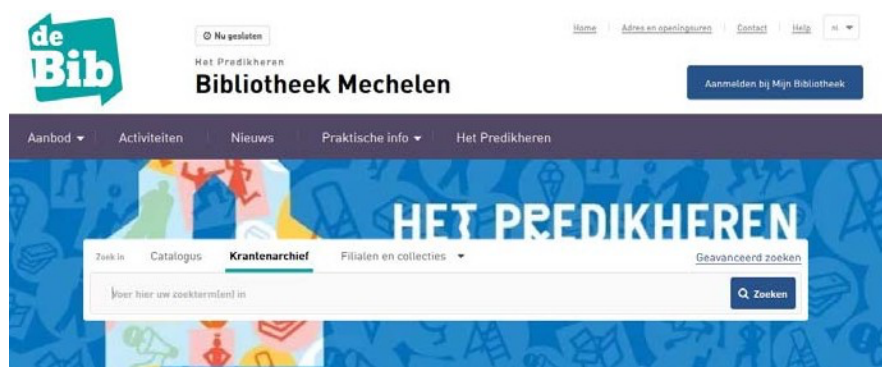 de
Bib
Nu gesloten
Het Predikheren
Bibliotheek Mechelen
Home Adres en openingsuren Contact Help nl
Aanmelden bij Mijn Bibliotheek
Aanbod Activiteiten Nieuws Praktische info Het Predikheren
HET PREDIKHEREN
Zoek in Catalogus Krantenarchief Filialen en collecties Geavanceerd zoeken
Voer hier uw zoekterm(en) in Zoeken